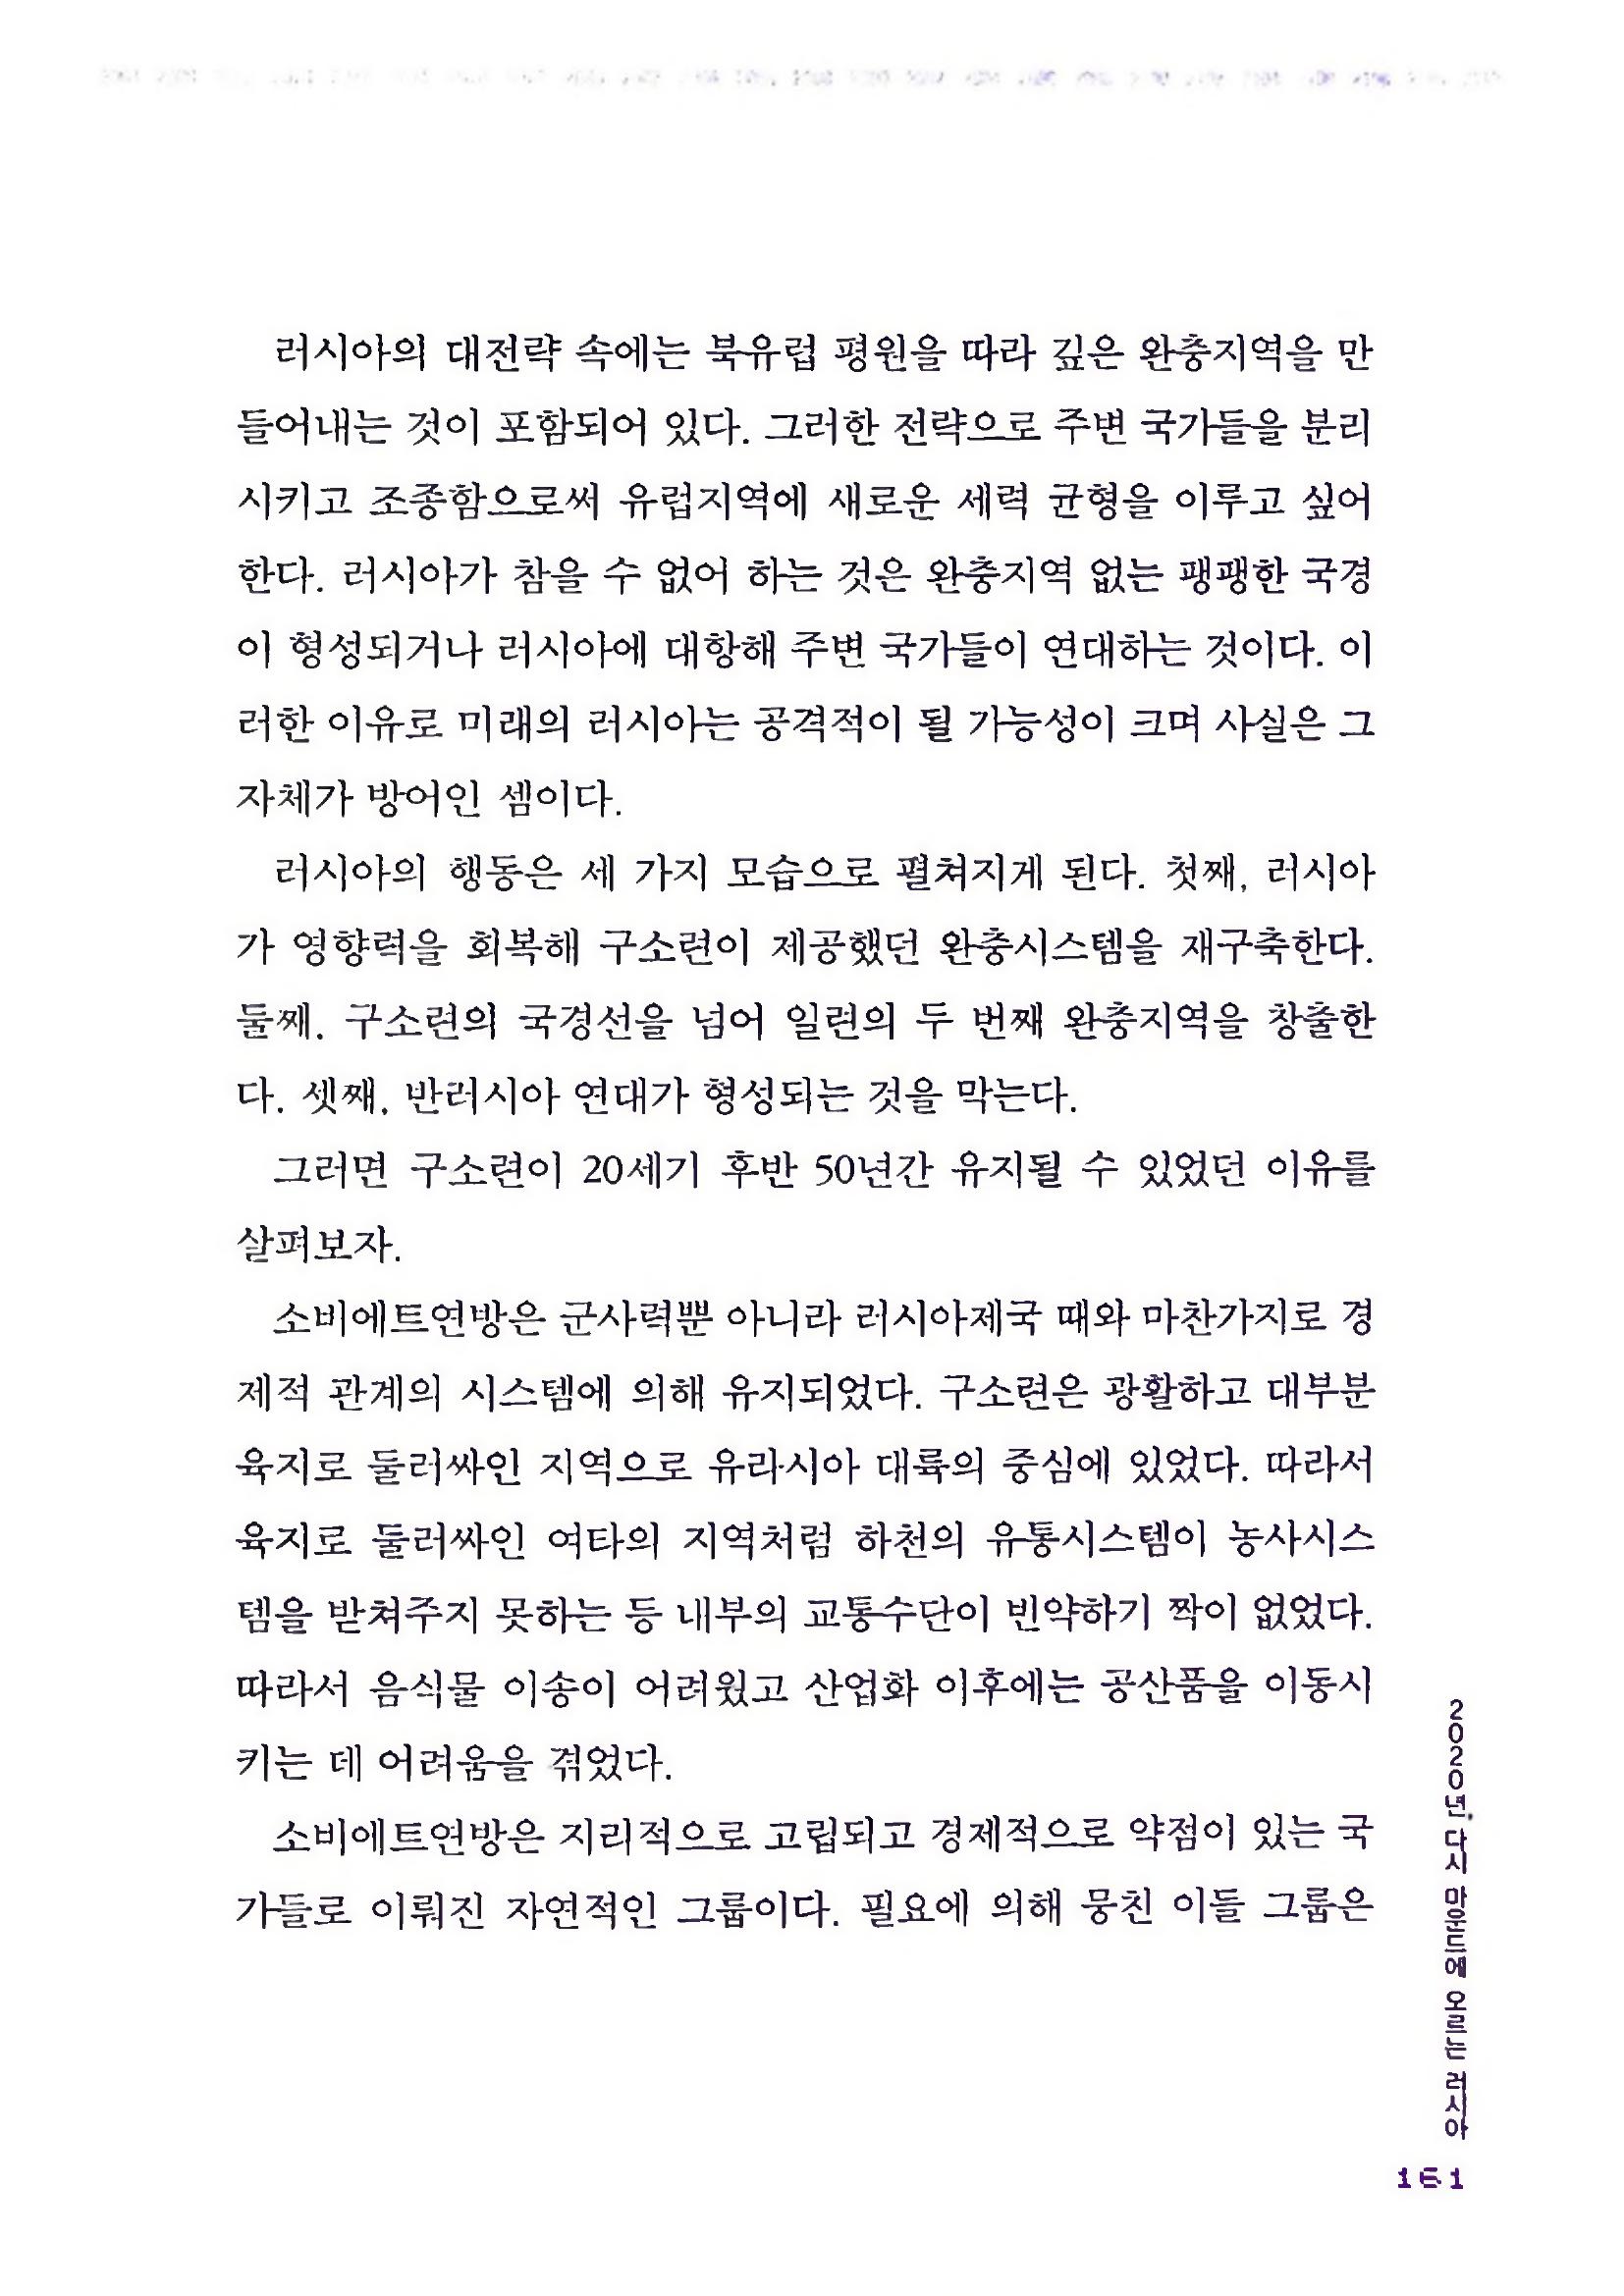 러시아의 대전략 속에는 북유럽 평원을 따라 깊은 완충지역을 만
들어내는 것이 포함되어 있다. 그러한 전략으로 주변 국가들을 분리
시키고 조종함으로써 유럽지역에 새로운 세력 균형을 이루고 싶어
한다. 러시아가 참을 수 없어 하는 것은 완충지역 없는 팽팽한 국경
이 형성되거나 러시아에 대항해 주변 국가들이 연대하는 것이다. 이
러한 이유로 미래의 러시아는 공격적이 될 가능성이 크며 사실은 그
자체가 방어인 셈이다.
러시아의 행동은 세 가지 모습으로 펼쳐지게 된다. 첫째, 러시아
가 영향력을 회복해 구소련이 제공했던 완충시스템을 재구축한다.
둘째, 구소련의 국경선을 넘어 일련의 두 번째 완충지역을 창출한
다. 셋째, 반러시아 연대가 형성되는 것을 막는다.
그러면 구소련이 20세기 후반 50년간 유지될 수 있었던 이유를
살펴보자.
소비에트연방은 군사력뿐 아니라 러시아제국 때와 마찬가지로 경
제적 관계의 시스템에 의해 유지되었다. 구소련은 광활하고 대부분
육지로 둘러싸인 지역으로 유라시아 대륙의 중심에 있었다. 따라서
육지로 둘러싸인 여타의 지역처럼 하천의 유통시스템이 농사시스
템을 받쳐주지 못하는 등 내부의 교통수단이 빈약하기 짝이 없었다.
따라서 음식물 이송이 어려웠고 산업화 이후에는 공산품을 이동시
키는 데 어려움을 겪었다.
소비에트연방은 지리적으로 고립되고 경제적으로 약점이 있는 국
가들로 이뤄진 자연적인 그룹이다. 필요에 의해 뭉친 이들 그룹은
2020년, 다시 마운드에 오르는 러시아
161